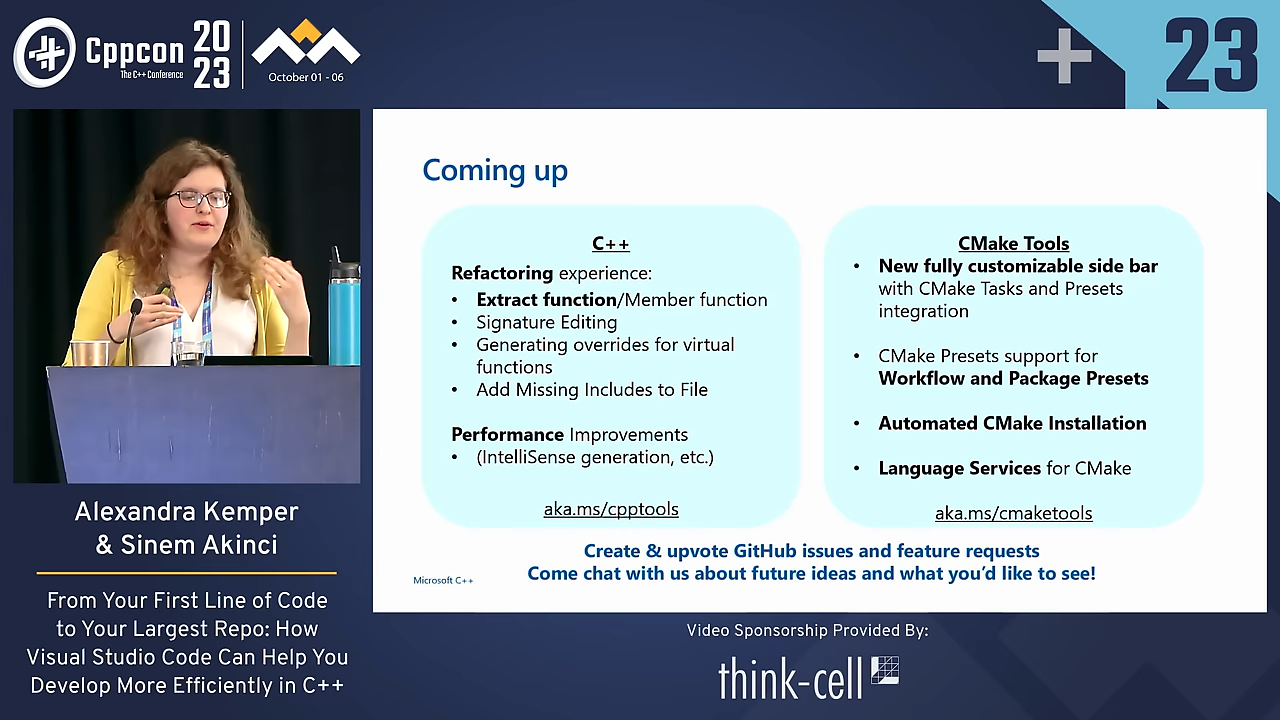 Cppcon
The C++ Conference
20
23
October 01 - 06
23
Coming up
C++
Refactoring experience:
• Extract function/Member function
• Signature Editing
• Generating overrides for virtual
functions
• Add Missing Includes to File
Performance Improvements
• (IntelliSense generation, etc.)
aka.ms/cpptools
CMake Tools
• New fully customizable side bar
with CMake Tasks and Presets
integration
• CMake Presets support for
Workflow and Package Presets
• Automated CMake Installation
• Language Services for CMake
aka.ms/cmaketools
Create & upvote GitHub issues and feature requests
Come chat with us about future ideas and what you'd like to see!
Microsoft C++
Alexandra Kemper
& Sinem Akinci
From Your First Line of Code
to Your Largest Repo: How
Visual Studio Code Can Help You
Develop More Efficiently in C++
Video Sponsorship Provided By:
think-cell